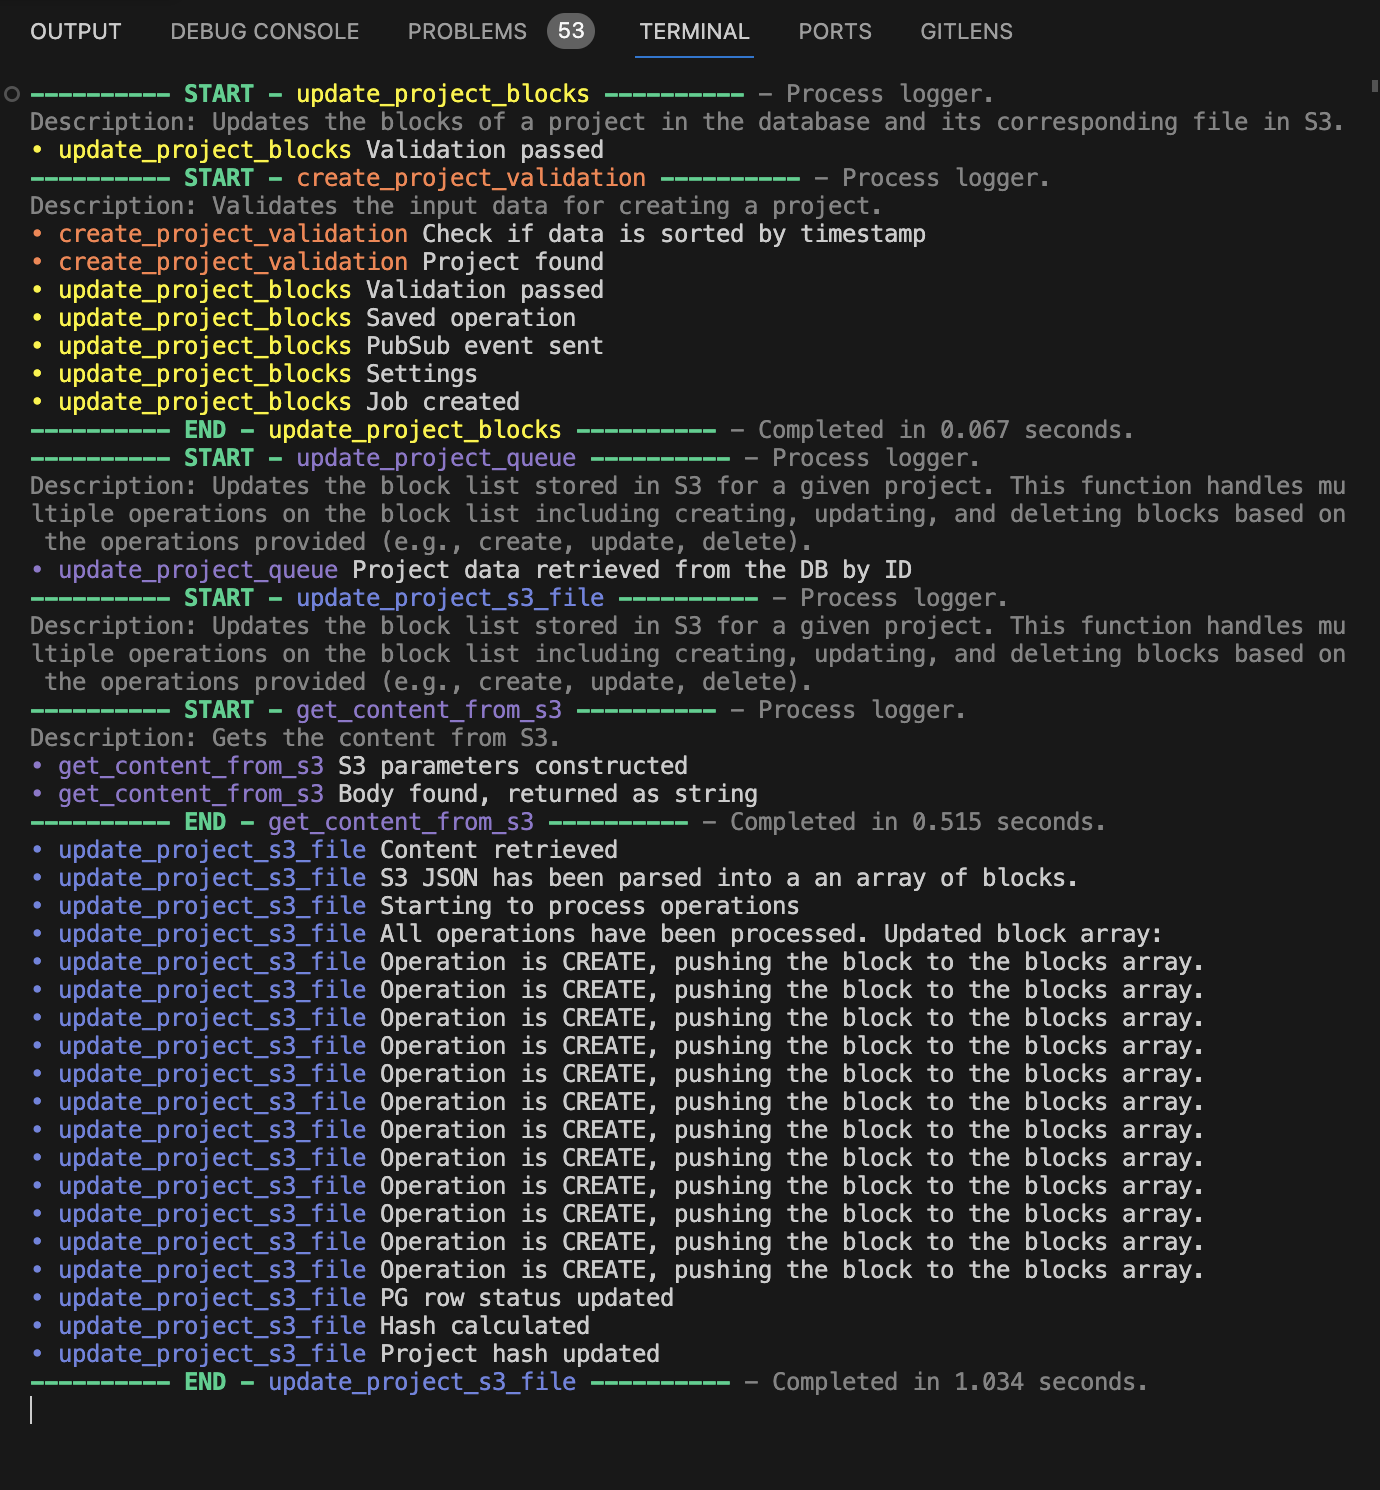 OUTPUT DEBUG CONSOLE PROBLEMS 53 TERMINAL PORTS GITLENS
---------- START - update_project_blocks ---------- - Process logger.
Description: Updates the blocks of a project in the database and its corresponding file in S3.
• update_project_blocks Validation passed
---------- START - create_project_validation ---------- - Process logger.
Description: Validates the input data for creating a project.
• create_project_validation Check if data is sorted by timestamp
• create_project_validation Project found
• update_project_blocks Validation passed
• update_project_blocks Saved operation
• update_project_blocks PubSub event sent
• update_project_blocks Settings
• update_project_blocks Job created
---------- END - update_project_blocks ---------- - Completed in 0.067 seconds.
---------- START - update_project_queue ---------- - Process logger.
Description: Updates the block list stored in S3 for a given project. This function handles mu
ltiple operations on the block list including creating, updating, and deleting blocks based on
 the operations provided (e.g., create, update, delete).
• update_project_queue Project data retrieved from the DB by ID
---------- START - update_project_s3_file ---------- - Process logger.
Description: Updates the block list stored in S3 for a given project. This function handles mu
ltiple operations on the block list including creating, updating, and deleting blocks based on
 the operations provided (e.g., create, update, delete).
---------- START - get_content_from_s3 ---------- - Process logger.
Description: Gets the content from S3.
• get_content_from_s3 S3 parameters constructed
• get_content_from_s3 Body found, returned as string
---------- END - get_content_from_s3 ---------- - Completed in 0.515 seconds.
• update_project_s3_file Content retrieved
• update_project_s3_file S3 JSON has been parsed into a an array of blocks.
• update_project_s3_file Starting to process operations
• update_project_s3_file All operations have been processed. Updated block array:
• update_project_s3_file Operation is CREATE, pushing the block to the blocks array.
• update_project_s3_file Operation is CREATE, pushing the block to the blocks array.
• update_project_s3_file Operation is CREATE, pushing the block to the blocks array.
• update_project_s3_file Operation is CREATE, pushing the block to the blocks array.
• update_project_s3_file Operation is CREATE, pushing the block to the blocks array.
• update_project_s3_file Operation is CREATE, pushing the block to the blocks array.
• update_project_s3_file Operation is CREATE, pushing the block to the blocks array.
• update_project_s3_file Operation is CREATE, pushing the block to the blocks array.
• update_project_s3_file Operation is CREATE, pushing the block to the blocks array.
• update_project_s3_file Operation is CREATE, pushing the block to the blocks array.
• update_project_s3_file Operation is CREATE, pushing the block to the blocks array.
• update_project_s3_file Operation is CREATE, pushing the block to the blocks array.
• update_project_s3_file PG row status updated
• update_project_s3_file Hash calculated
• update_project_s3_file Project hash updated
---------- END - update_project_s3_file ---------- - Completed in 1.034 seconds.